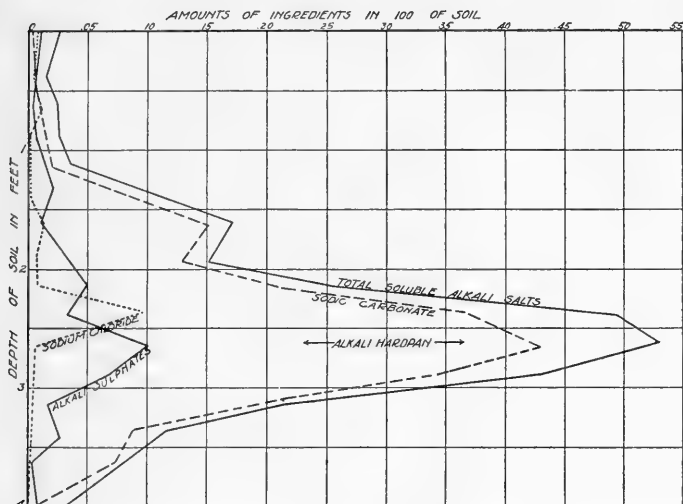 AMOUNTS OF INGREDIENTS IN 100 OF SOIL
0 05 .10 .15 .20 .25 .30 .35 .40 .45 .50 .55
DEPTH OF SOIL IN FEET
1
2
3
4
TOTAL SOLUBLE ALKALI SALTS
SODIC CARBONATE
SODIUM CHLORIDE
ALKALI HARDPAN
ALKALI SULPHATES